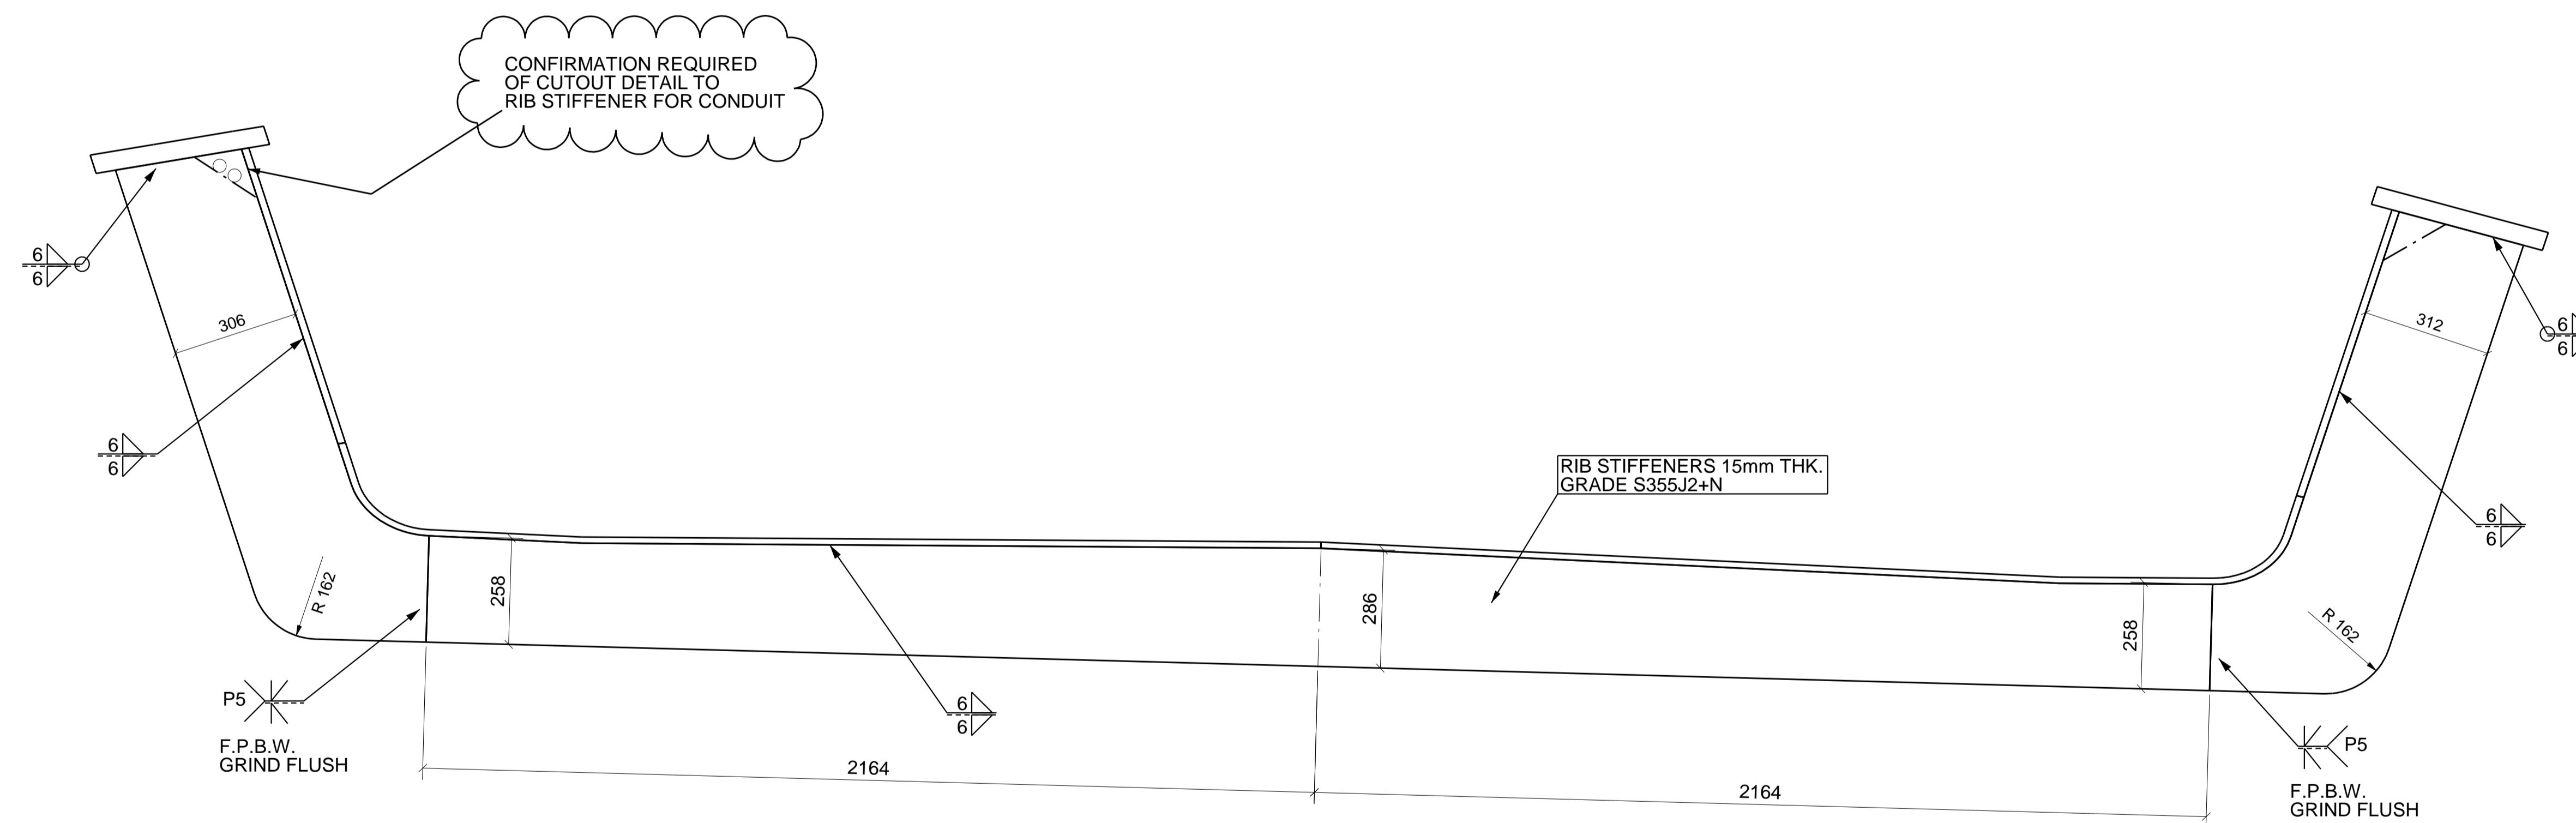 CONFIRMATION REQUIRED
OF CUTOUT DETAIL TO
RIB STIFFENER FOR CONDUIT
6
6
306
312
6
6
6
6
RIB STIFFENERS 15mm THK.
GRADE S355J2+N
6
6
R 162
258
286
258
R 162
P5
F.P.B.W.
GRIND FLUSH
6
6
P5
F.P.B.W.
GRIND FLUSH
2164
2164